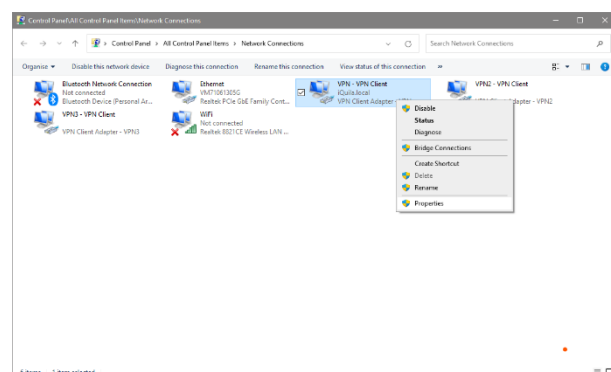 Control Panel\All Control Panel Items\Network Connections
Control Panel > All Control Panel Items > Network Connections
Search Network Connections
Organise Disable this network device Diagnose this connection Rename this connection View status of this connection »
Bluetooth Network Connection
Not connected
Bluetooth Device (Personal Ar...
Ethernet
VM71061305G
Realtek PCIe GbE Family Cont...
VPN - VPN Client
iQuila.local
VPN Client Adapter - VPN
VPN2 - VPN Client
VPN3 - VPN Client
VPN Client Adapter - VPN3
WiFi
Not connected
Realtek 8821CE Wireless LAN ...
Disable
Status
Diagnose
Bridge Connections
Create Shortcut
Delete
Rename
Properties